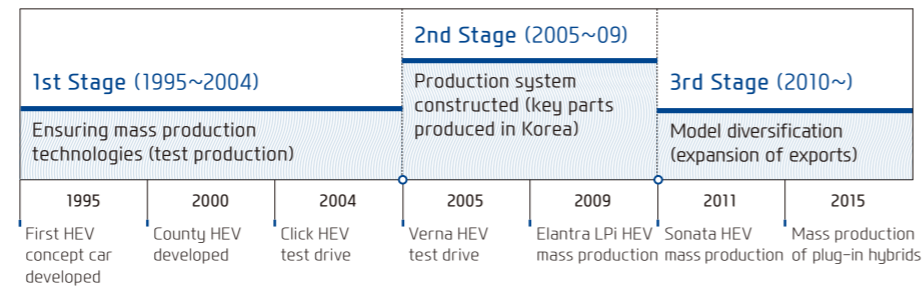 1st Stage (1995~2004)
Ensuring mass production
technologies (test production)
2nd Stage (2005~09)
Production system
constructed (key parts
produced in Korea)
3rd Stage (2010~)
Model diversification
(expansion of exports)
1995
First HEV
concept car
developed
2000
County HEV
developed
2004
Click HEV
test drive
2005
Verna HEV
test drive
2009
Elantra LPi HEV
mass production
2011
Sonata HEV
mass production
2015
Mass production
of plug-in hybrids